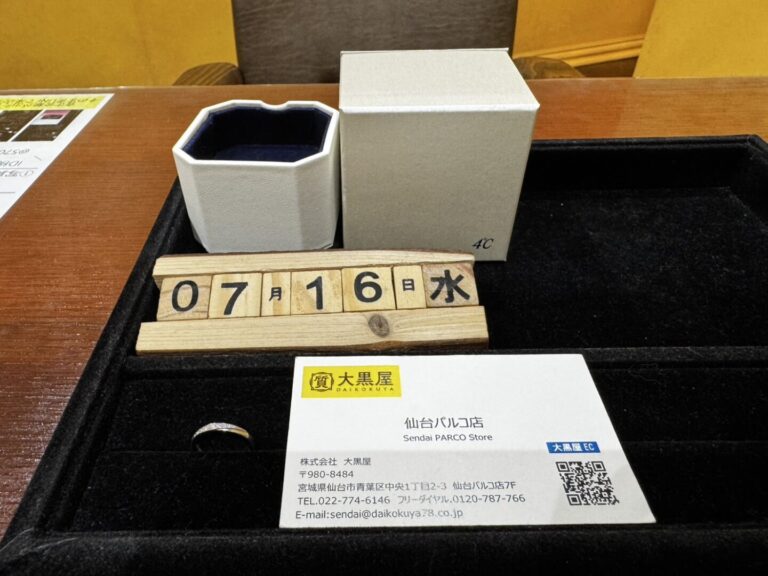 4℃
07月16日水
質 大黒屋
DAIKOKUYA
仙台パルコ店
Sendai PARCO Store
大黒屋 EC
株式会社 大黒屋
〒980-8484
宮城県仙台市青葉区中央1丁目2-3 仙台パルコ店7F
TEL.022-774-6146 フリーダイヤル.0120-787-766
E-mail:sendai@daikokuya78.co.jp